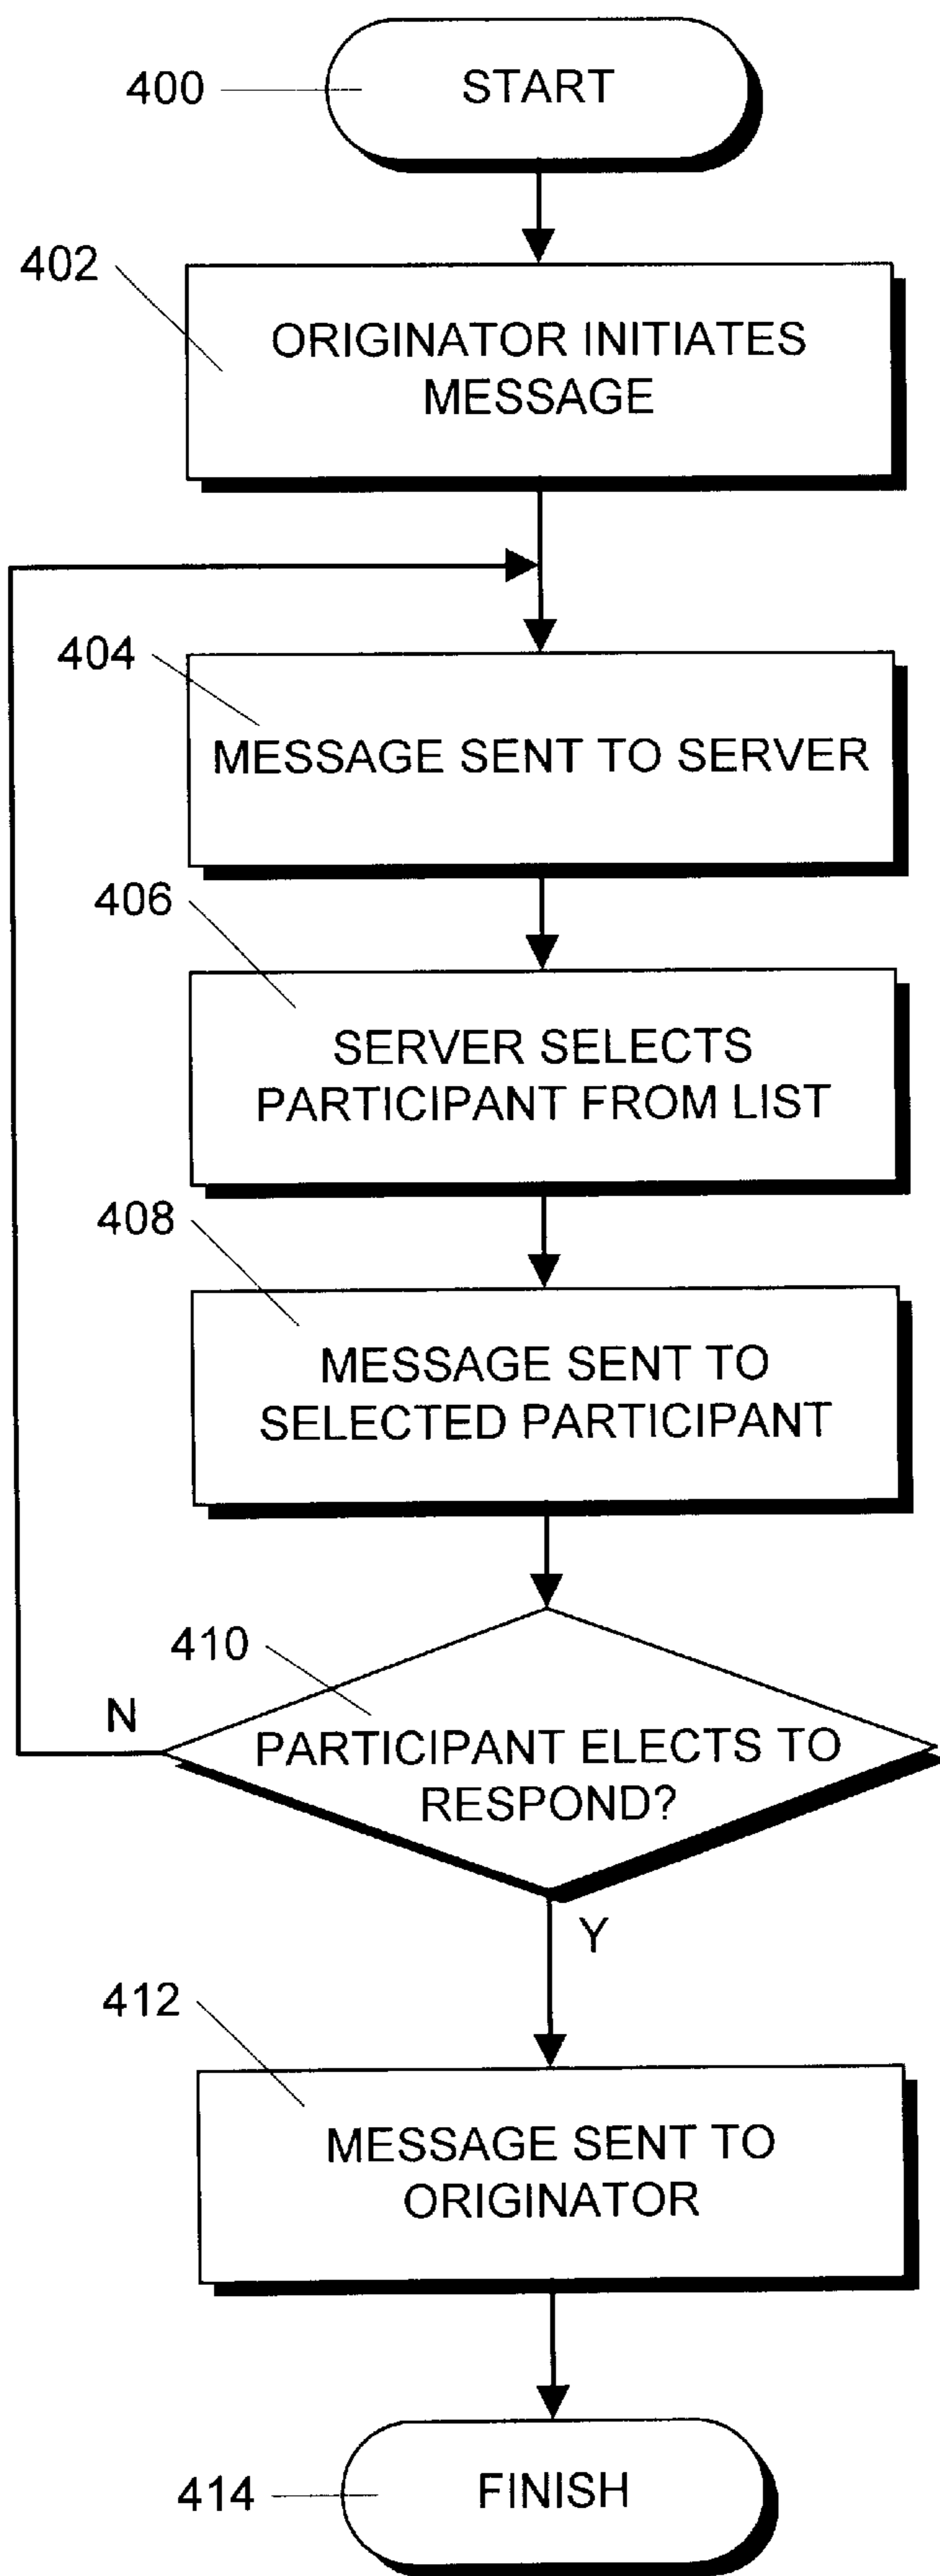 400
START
402
ORIGINATOR INITIATES
MESSAGE
404
MESSAGE SENT TO SERVER
406
SERVER SELECTS
PARTICIPANT FROM LIST
408
MESSAGE SENT TO
SELECTED PARTICIPANT
410
N
PARTICIPANT ELECTS TO
RESPOND?
Y
412
MESSAGE SENT TO
ORIGINATOR
414
FINISH